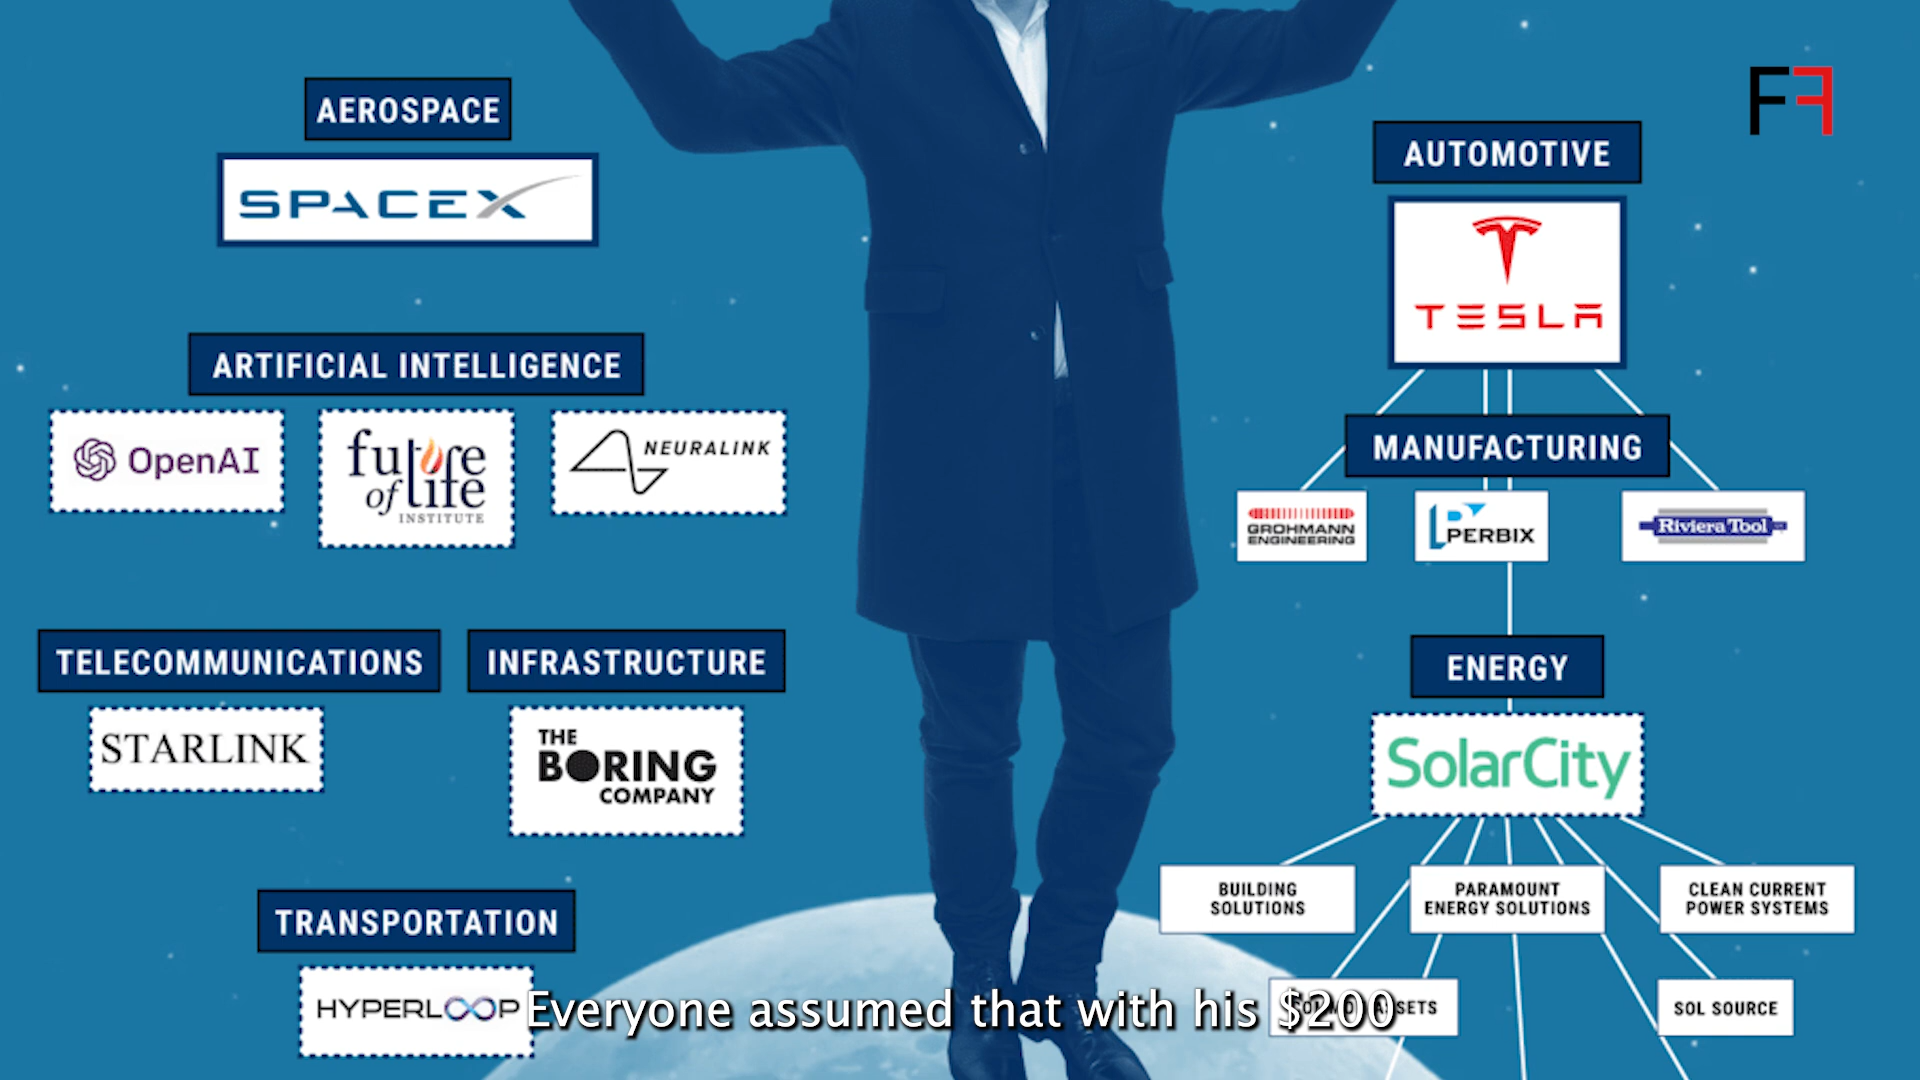 AEROSPACE
SPACEX
ARTIFICIAL INTELLIGENCE
OpenAI
future
of life
INSTITUTE
NEURALINK
TELECOMMUNICATIONS
STARLINK
INFRASTRUCTURE
THE
BORING
COMPANY
TRANSPORTATION
HYPERLOOP
FF
AUTOMOTIVE
TESLA
MANUFACTURING
GROHMANN
ENGINEERING
PERBIX
Riviera Tool
ENERGY
SolarCity
BUILDING
SOLUTIONS
PARAMOUNT
ENERGY SOLUTIONS
CLEAN CURRENT
POWER SYSTEMS
SOL SOURCE
Everyone assumed that with his $200